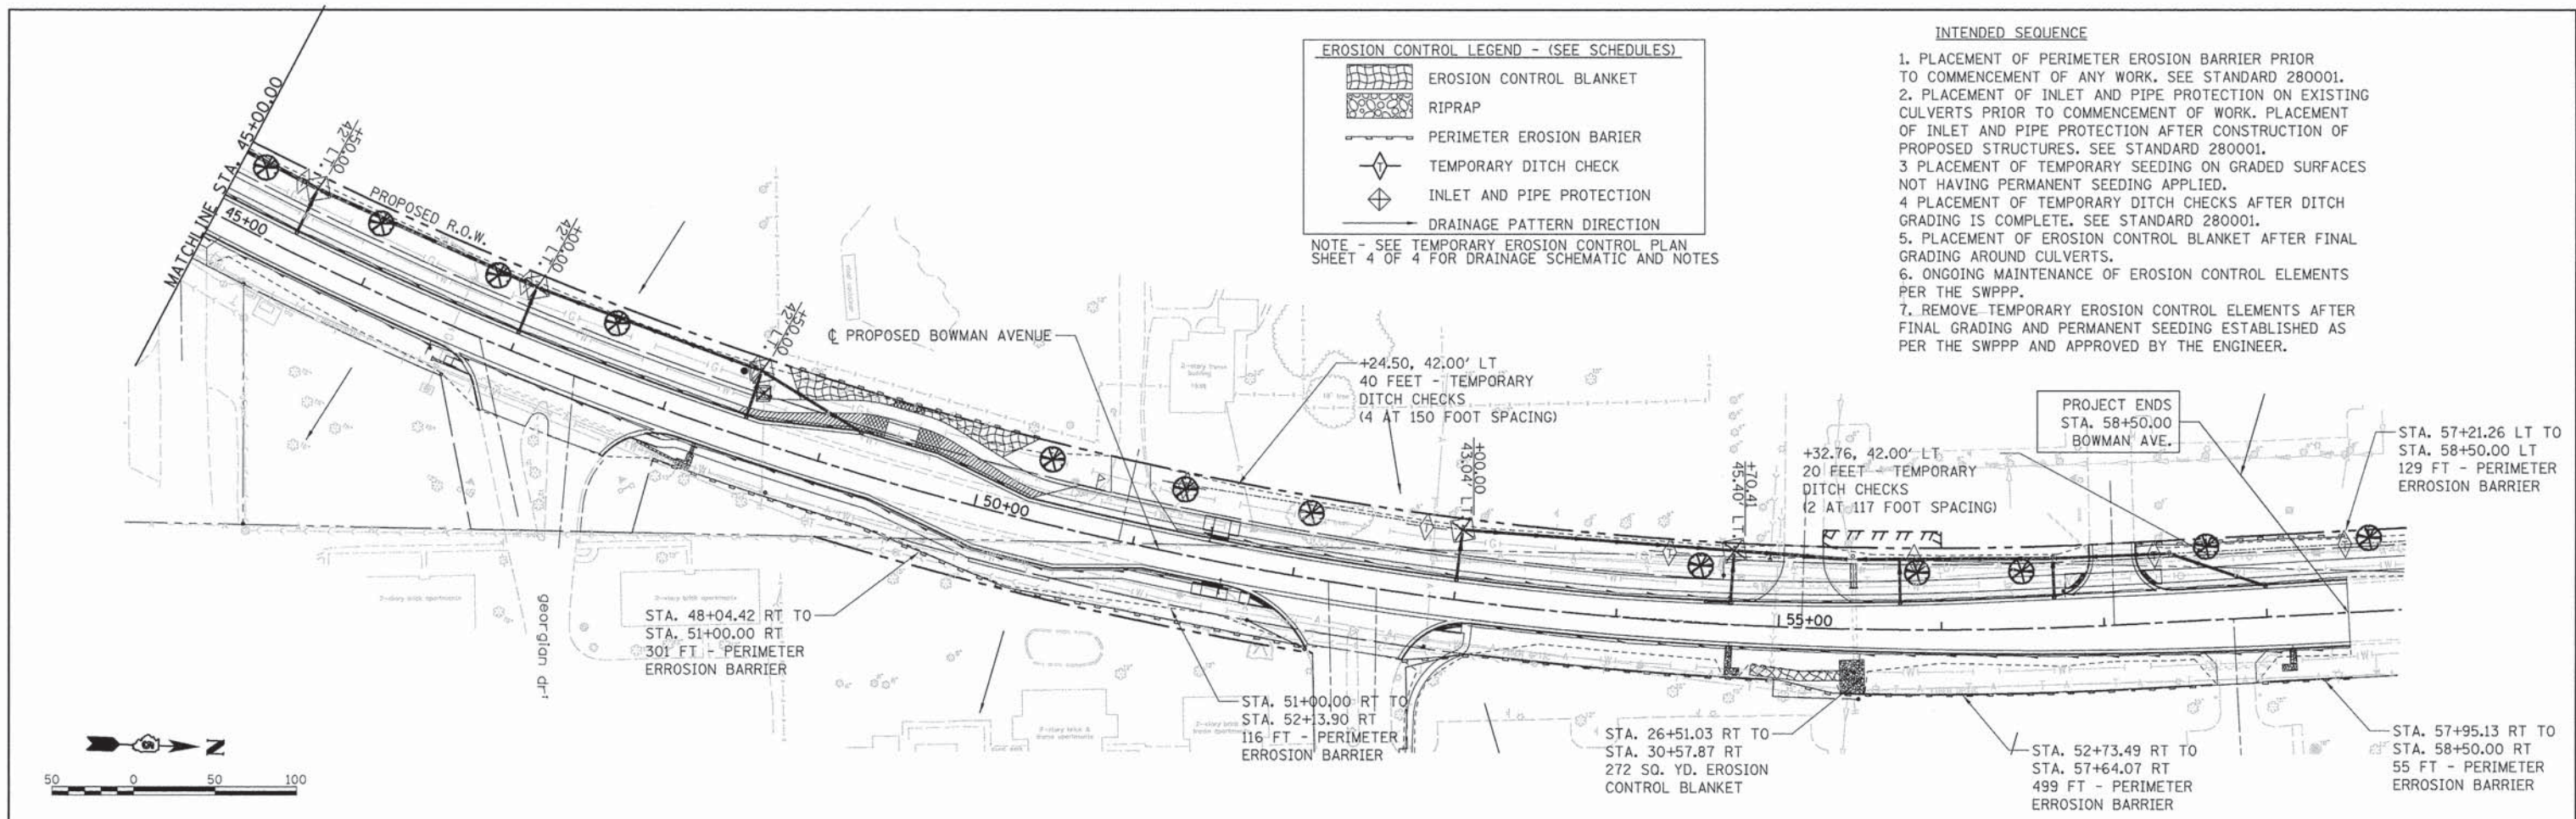 EROSION CONTROL LEGEND - (SEE SCHEDULES)
EROSION CONTROL BLANKET
RIPRAP
PERIMETER EROSION BARIER
TEMPORARY DITCH CHECK
INLET AND PIPE PROTECTION
DRAINAGE PATTERN DIRECTION
NOTE - SEE TEMPORARY EROSION CONTROL PLAN
SHEET 4 OF 4 FOR DRAINAGE SCHEMATIC AND NOTES
INTENDED SEQUENCE
1. PLACEMENT OF PERIMETER EROSION BARRIER PRIOR
TO COMMENCEMENT OF ANY WORK. SEE STANDARD 280001.
2. PLACEMENT OF INLET AND PIPE PROTECTION ON EXISTING
CULVERTS PRIOR TO COMMENCEMENT OF WORK. PLACEMENT
OF INLET AND PIPE PROTECTION AFTER CONSTRUCTION OF
PROPOSED STRUCTURES. SEE STANDARD 280001.
3 PLACEMENT OF TEMPORARY SEEDING ON GRADED SURFACES
NOT HAVING PERMANENT SEEDING APPLIED.
4 PLACEMENT OF TEMPORARY DITCH CHECKS AFTER DITCH
GRADING IS COMPLETE. SEE STANDARD 280001.
5. PLACEMENT OF EROSION CONTROL BLANKET AFTER FINAL
GRADING AROUND CULVERTS.
6. ONGOING MAINTENANCE OF EROSION CONTROL ELEMENTS
PER THE SWPPP.
7. REMOVE TEMPORARY EROSION CONTROL ELEMENTS AFTER
FINAL GRADING AND PERMANENT SEEDING ESTABLISHED AS
PER THE SWPPP AND APPROVED BY THE ENGINEER.
MATCHLINE STA. 45+00.00
+50.00
42' LT.
PROPOSED R.O.W.
45+00
+00.00
42' LT.
+50.00
42' LT.
℄ PROPOSED BOWMAN AVENUE
+24.50, 42.00' LT
40 FEET - TEMPORARY
DITCH CHECKS
(4 AT 150 FOOT SPACING)
+00.00
43.04' LT.
+70.41
45.40' LT.
+32.76, 42.00' LT
20 FEET - TEMPORARY
DITCH CHECKS
(2 AT 117 FOOT SPACING)
PROJECT ENDS
STA. 58+50.00
BOWMAN AVE.
STA. 57+21.26 LT TO
STA. 58+50.00 LT
129 FT - PERIMETER
ERROSION BARRIER
50+00
55+00
georgian dr
2-story brick apartments
2-story brick apartments
STA. 48+04.42 RT TO
STA. 51+00.00 RT
301 FT - PERIMETER
ERROSION BARRIER
STA. 51+00.00 RT TO
STA. 52+13.90 RT
116 FT - PERIMETER
ERROSION BARRIER
STA. 26+51.03 RT TO
STA. 30+57.87 RT
272 SQ. YD. EROSION
CONTROL BLANKET
STA. 52+73.49 RT TO
STA. 57+64.07 RT
499 FT - PERIMETER
ERROSION BARRIER
STA. 57+95.13 RT TO
STA. 58+50.00 RT
55 FT - PERIMETER
ERROSION BARRIER
N
50 0 50 100